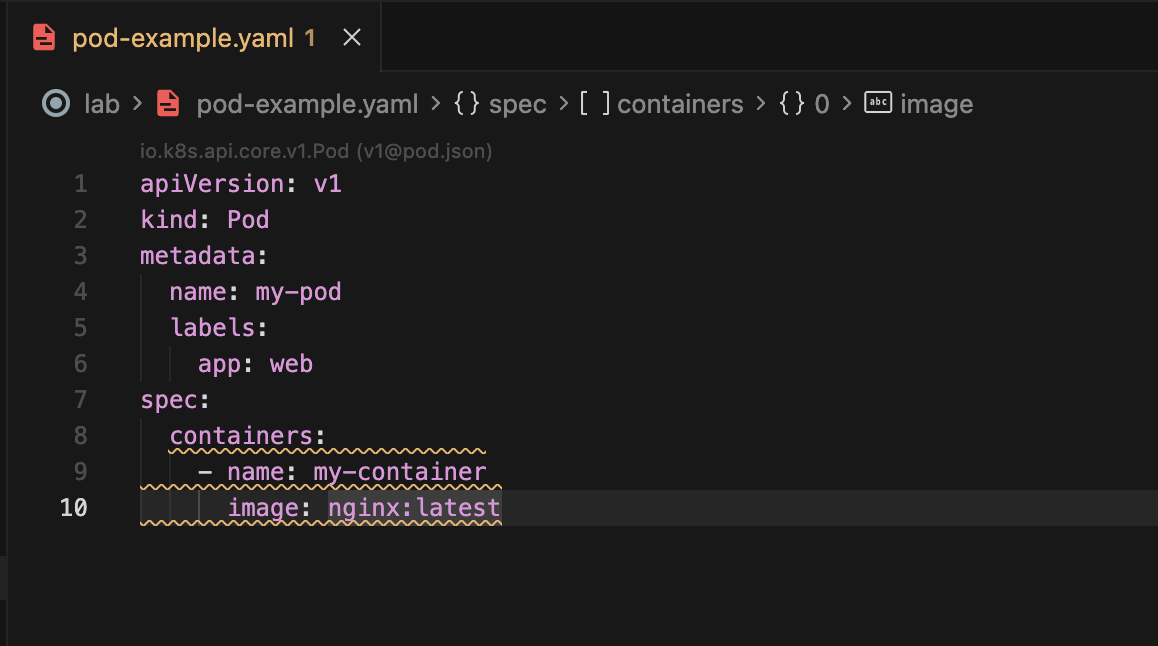 pod-example.yaml 1
lab > pod-example.yaml > {} spec > [ ] containers > {} 0 > abc image
io.k8s.api.core.v1.Pod (v1@pod.json)
1 apiVersion: v1
2 kind: Pod
3 metadata:
4   name: my-pod
5   labels:
6     app: web
7 spec:
8   containers:
9     - name: my-container
10       image: nginx:latest